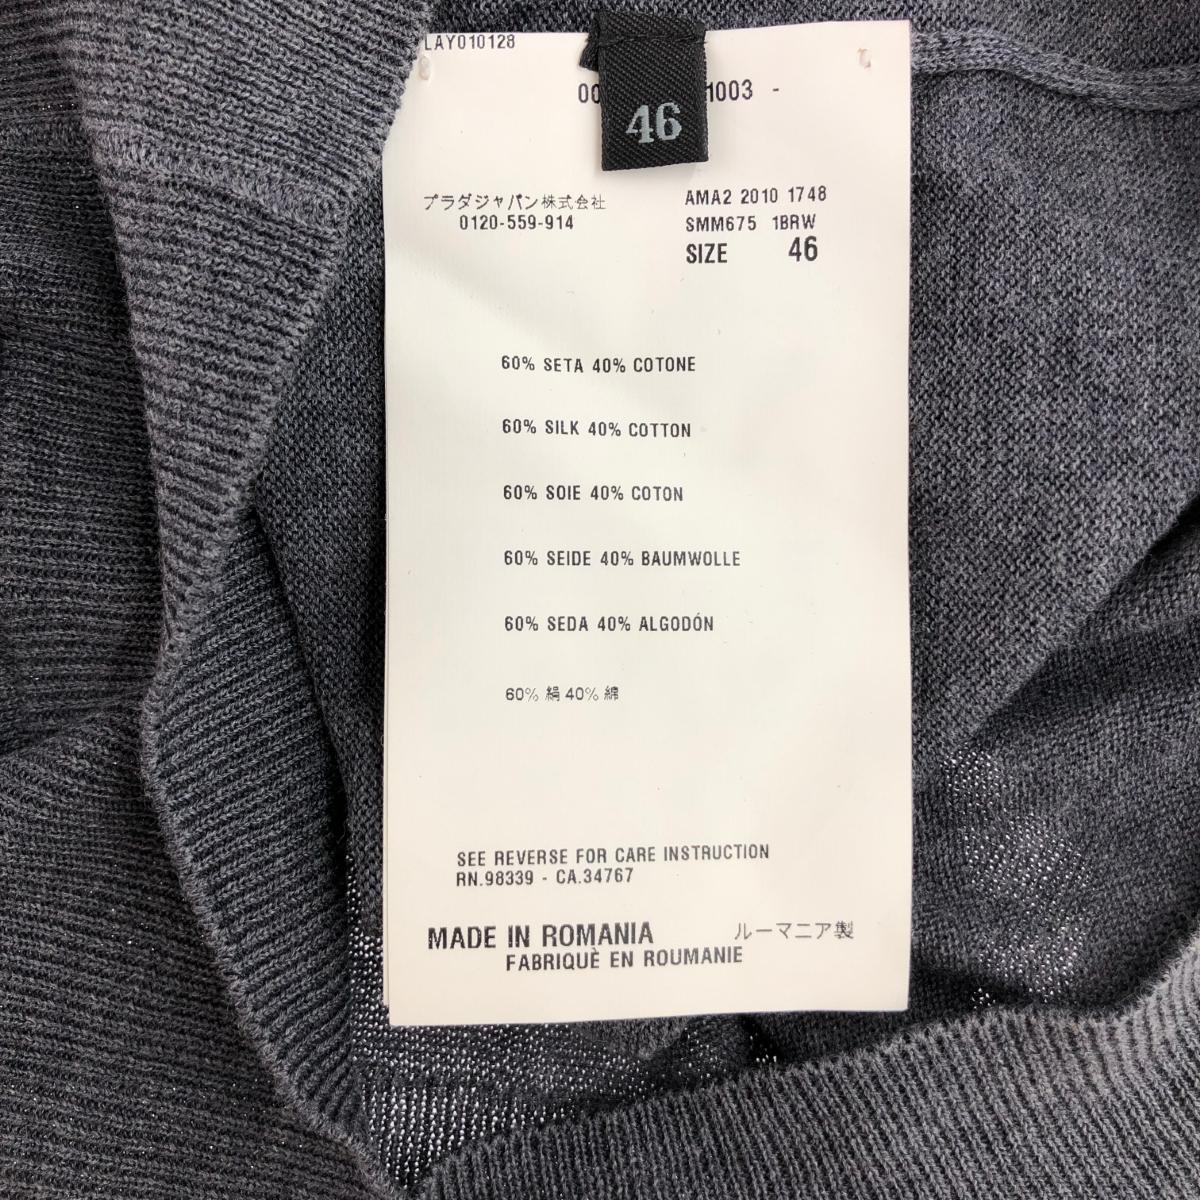 LAY010128
00 1003 -
46
プラダジャパン株式会社
0120-559-914
AMA2 2010 1748
SMM675 1BRW
SIZE 46
60% SETA 40% COTONE
60% SILK 40% COTTON
60% SOIE 40% COTON
60% SEIDE 40% BAUMWOLLE
60% SEDA 40% ALGODÓN
60% 絹 40% 綿
SEE REVERSE FOR CARE INSTRUCTION
RN.98339 - CA.34767
MADE IN ROMANIA ルーマニア製
FABRIQUÈ EN ROUMANIE